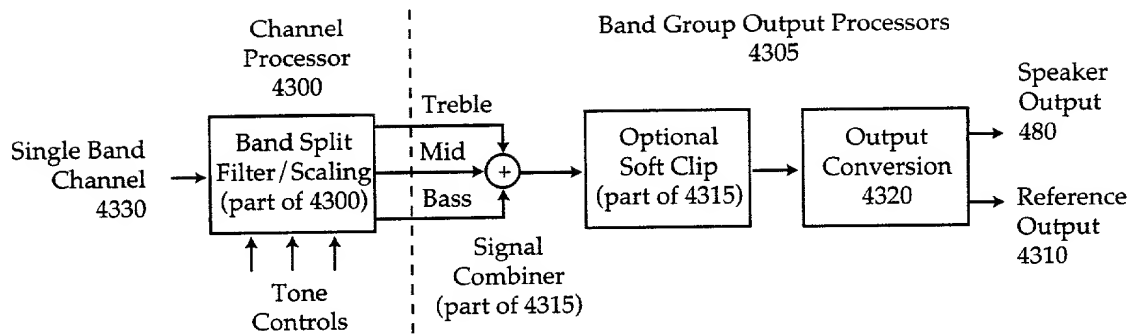 Channel
Processor
4300
Band Group Output Processors
4305
Single Band
Channel
4330
Band Split
Filter/Scaling
(part of 4300)
Tone
Controls
Treble
Mid
Bass
+
Signal
Combiner
(part of 4315)
Optional
Soft Clip
(part of 4315)
Output
Conversion
4320
Speaker
Output
480
Reference
Output
4310